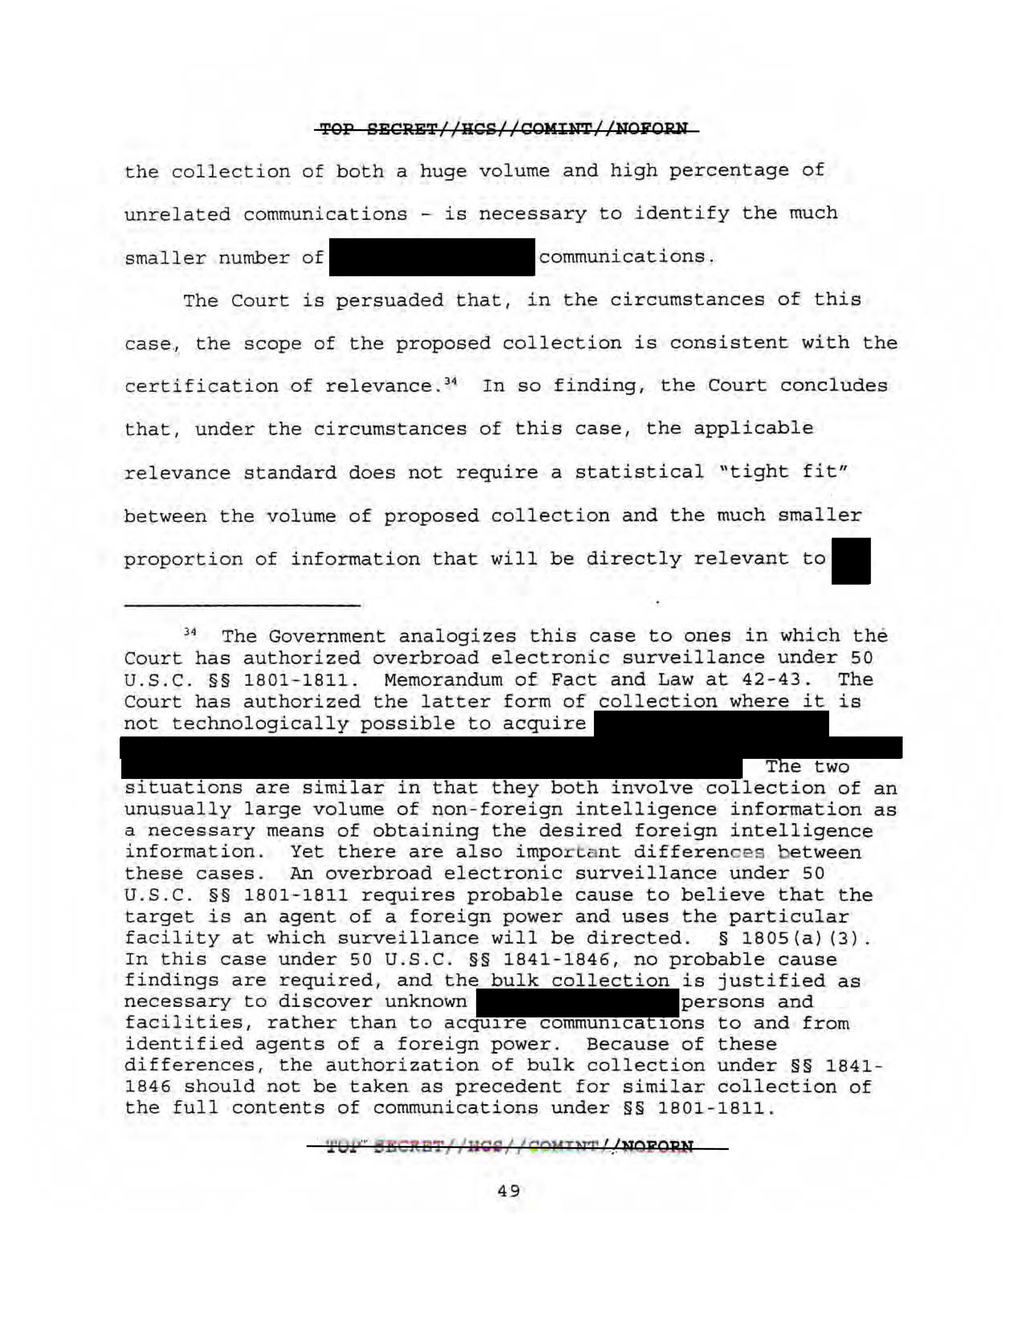 TOP SECRET//HCS//COMINT//NOFORN
the collection of both a huge volume and high percentage of
unrelated communications - is necessary to identify the much
smaller number of communications.
The Court is persuaded that, in the circumstances of this
case, the scope of the proposed collection is consistent with the
certification of relevance.34 In so finding, the Court concludes
that, under the circumstances of this case, the applicable
relevance standard does not require a statistical "tight fit"
between the volume of proposed collection and the much smaller
proportion of information that will be directly relevant to
34 The Government analogizes this case to ones in which the
Court has authorized overbroad electronic surveillance under 50
U.S.C. §§ 1801-1811. Memorandum of Fact and Law at 42-43. The
Court has authorized the latter form of collection where it is
not technologically possible to acquire
The two
situations are similar in that they both involve collection of an
unusually large volume of non-foreign intelligence information as
a necessary means of obtaining the desired foreign intelligence
information. Yet there are also important differences between
these cases. An overbroad electronic surveillance under 50
U.S.C. §§ 1801-1811 requires probable cause to believe that the
target is an agent of a foreign power and uses the particular
facility at which surveillance will be directed. § 1805(a)(3).
In this case under 50 U.S.C. §§ 1841-1846, no probable cause
findings are required, and the bulk collection is justified as
necessary to discover unknown persons and
facilities, rather than to acquire communications to and from
identified agents of a foreign power. Because of these
differences, the authorization of bulk collection under §§ 1841-
1846 should not be taken as precedent for similar collection of
the full contents of communications under §§ 1801-1811.
TOP SECRET//HCS//COMINT//NOFORN
49